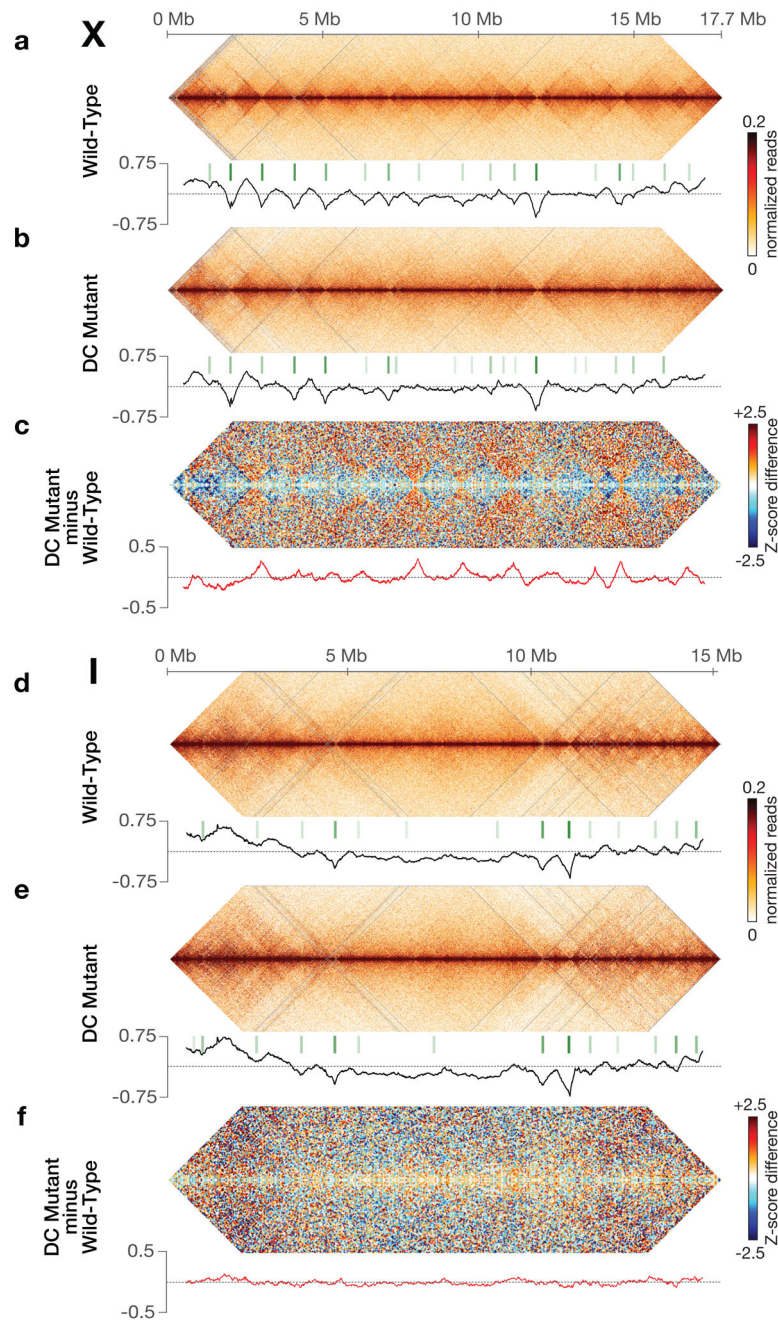 0 Mb 5 Mb 10 Mb 15 Mb 17.7 Mb
a X
Wild-Type
0.75
-0.75
0.2
normalized reads
0
b
DC Mutant
0.75
-0.75
c
DC Mutant
minus
Wild-Type
0.5
-0.5
+2.5
Z-score difference
-2.5
0 Mb 5 Mb 10 Mb 15 Mb
d I
Wild-Type
0.75
-0.75
0.2
normalized reads
0
e
DC Mutant
0.75
-0.75
f
DC Mutant
minus
Wild-Type
0.5
-0.5
+2.5
Z-score difference
-2.5